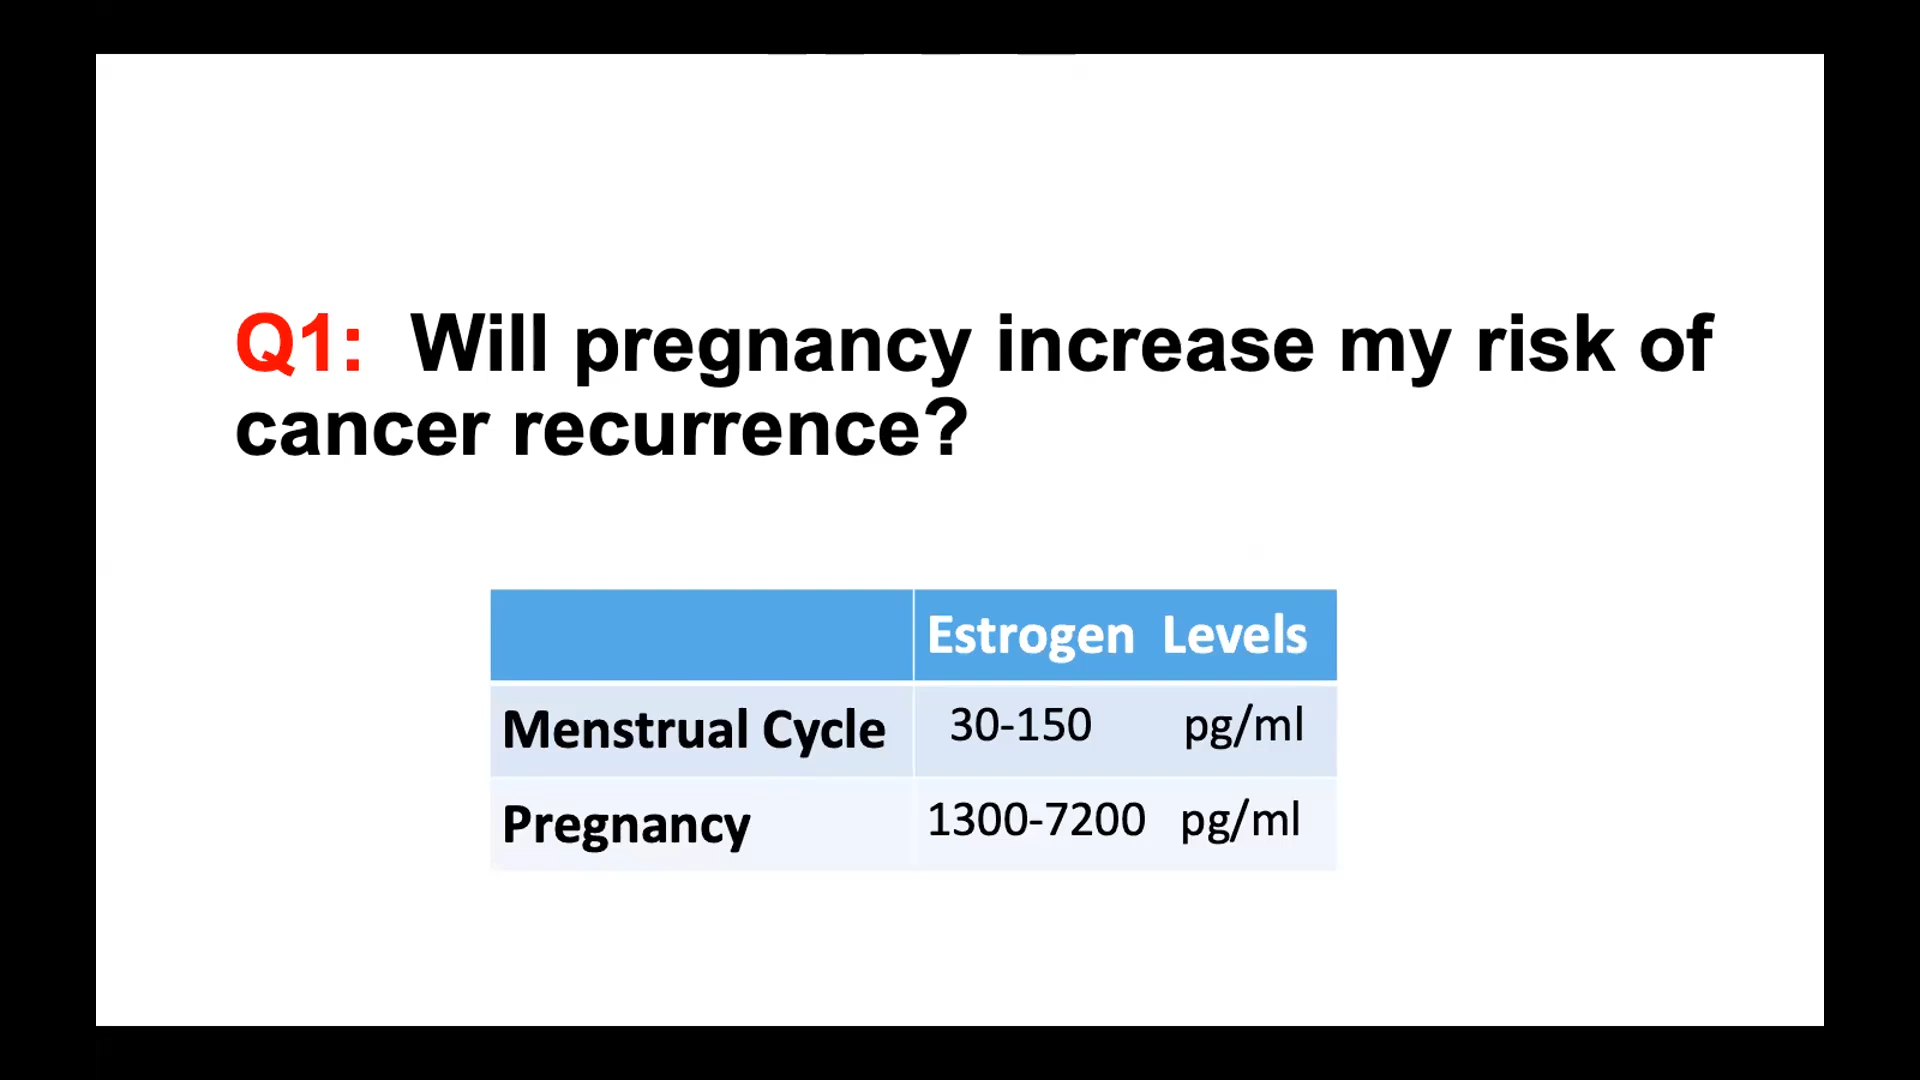 Q1: Will pregnancy increase my risk of
cancer recurrence?
Estrogen Levels
Menstrual Cycle 30-150 pg/ml
Pregnancy 1300-7200 pg/ml